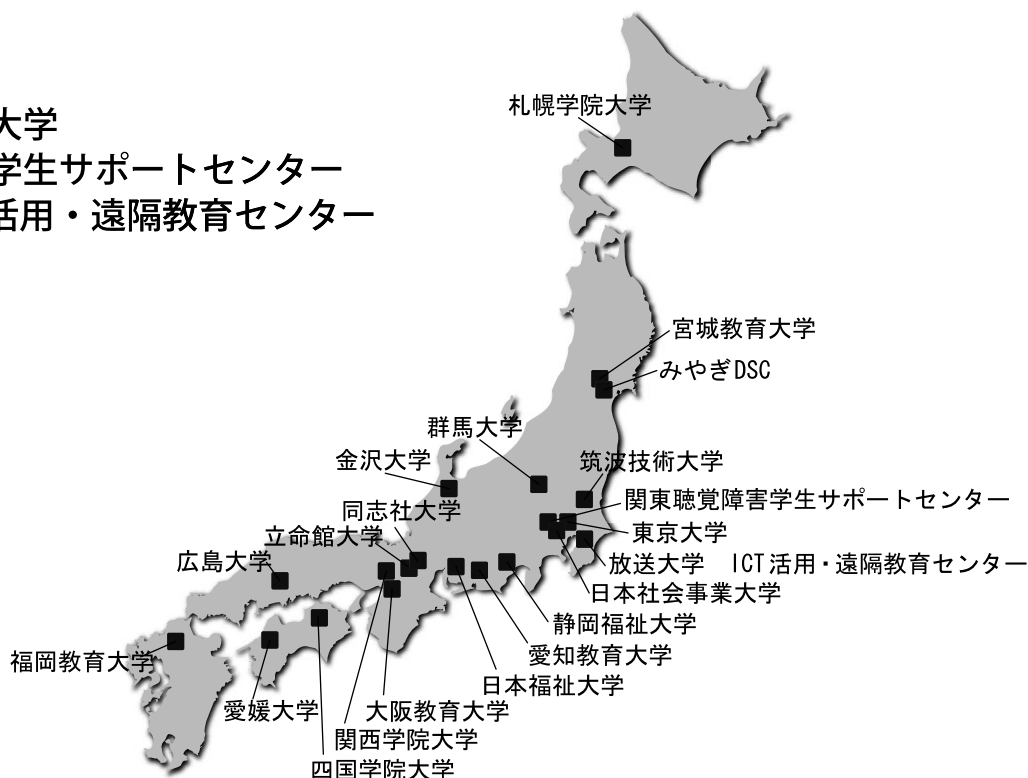 大学
学生サポートセンター
活用・遠隔教育センター
札幌学院大学
宮城教育大学
みやぎDSC
群馬大学
金沢大学
筑波技術大学
関東聴覚障害学生サポートセンター
同志社大学
東京大学
立命館大学
広島大学
放送大学 ICT活用・遠隔教育センター
日本社会事業大学
静岡福祉大学
愛知教育大学
福岡教育大学
日本福祉大学
愛媛大学
大阪教育大学
関西学院大学
四国学院大学